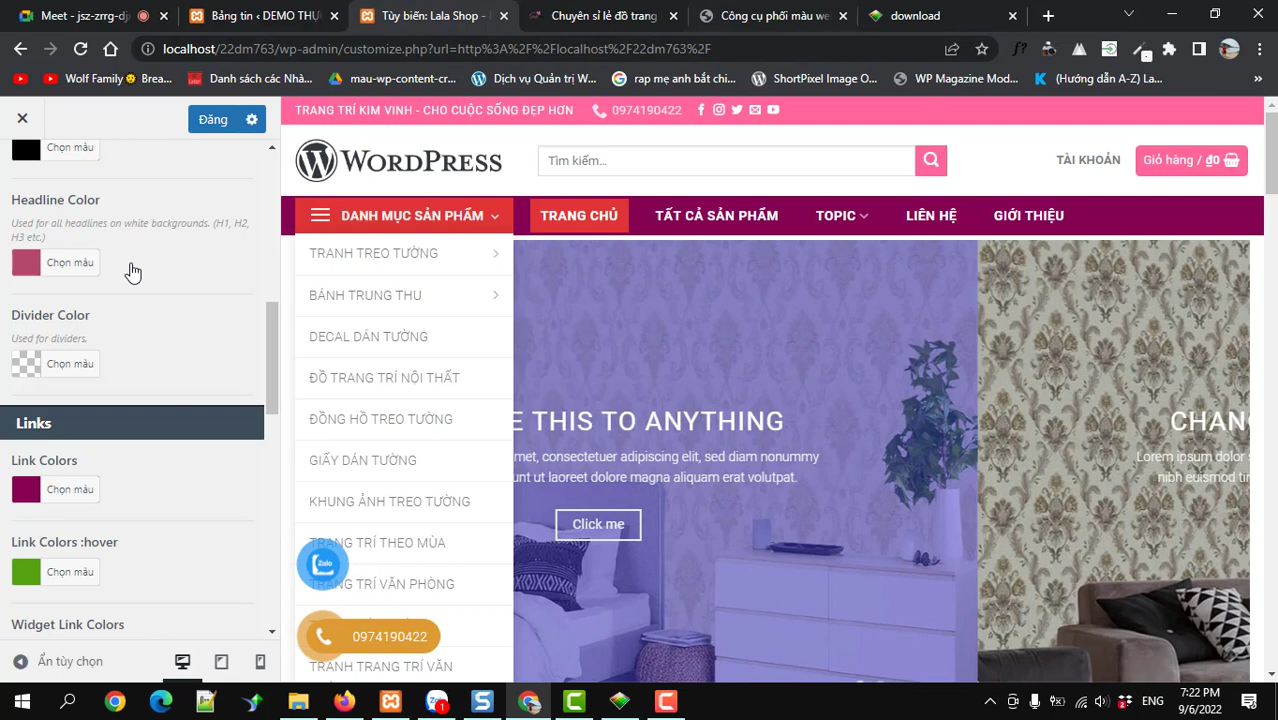 Meet - jsz-zrrg-dj
Bảng tin ‹ DEMO THỰ
Tùy biến: Lala Shop –
Chuyên sỉ lẻ đồ trang
Công cụ phối màu we
download
localhost/22dm763/wp-admin/customize.php?url=http%3A%2F%2Flocalhost%2F22dm763%2F
Wolf Family Brea...
Danh sách các Nhà...
mau-wp-content-cr...
Dịch vụ Quản trị W...
rap mẹ anh bắt chi...
ShortPixel Image O...
WP Magazine Mod...
(Hướng dẫn A-Z) La...
Đăng
TRANG TRÍ KIM VINH - CHO CUỘC SỐNG ĐẸP HƠN
0974190422
WORDPRESS
Tìm kiếm...
TÀI KHOẢN
Giỏ hàng / ₫0
DANH MỤC SẢN PHẨM
TRANG CHỦ
TẤT CẢ SẢN PHẨM
TOPIC
LIÊN HỆ
GIỚI THIỆU
Chọn màu
Headline Color
Used for all headlines on white backgrounds. (H1, H2,
H3 etc.)
Chọn màu
Divider Color
Used for dividers.
Chọn màu
Links
Link Colors
Chọn màu
Link Colors :hover
Chọn màu
Widget Link Colors
Ẩn tùy chọn
TRANH TREO TƯỜNG
BÁNH TRUNG THU
DECAL DÁN TƯỜNG
ĐỒ TRANG TRÍ NỘI THẤT
ĐỒNG HỒ TREO TƯỜNG
GIẤY DÁN TƯỜNG
KHUNG ẢNH TREO TƯỜNG
TRANG TRÍ THEO MÙA
TRANG TRÍ VĂN PHÒNG
TRANH TRANG TRÍ VĂN
Zalo
0974190422
E THIS TO ANYTHING
met, consectetuer adipiscing elit, sed diam nonummy
unt ut laoreet dolore magna aliquam erat volutpat.
Click me
CHANG
Lorem ipsum dolor s
nibh euismod tin
ENG
7:22 PM
9/6/2022